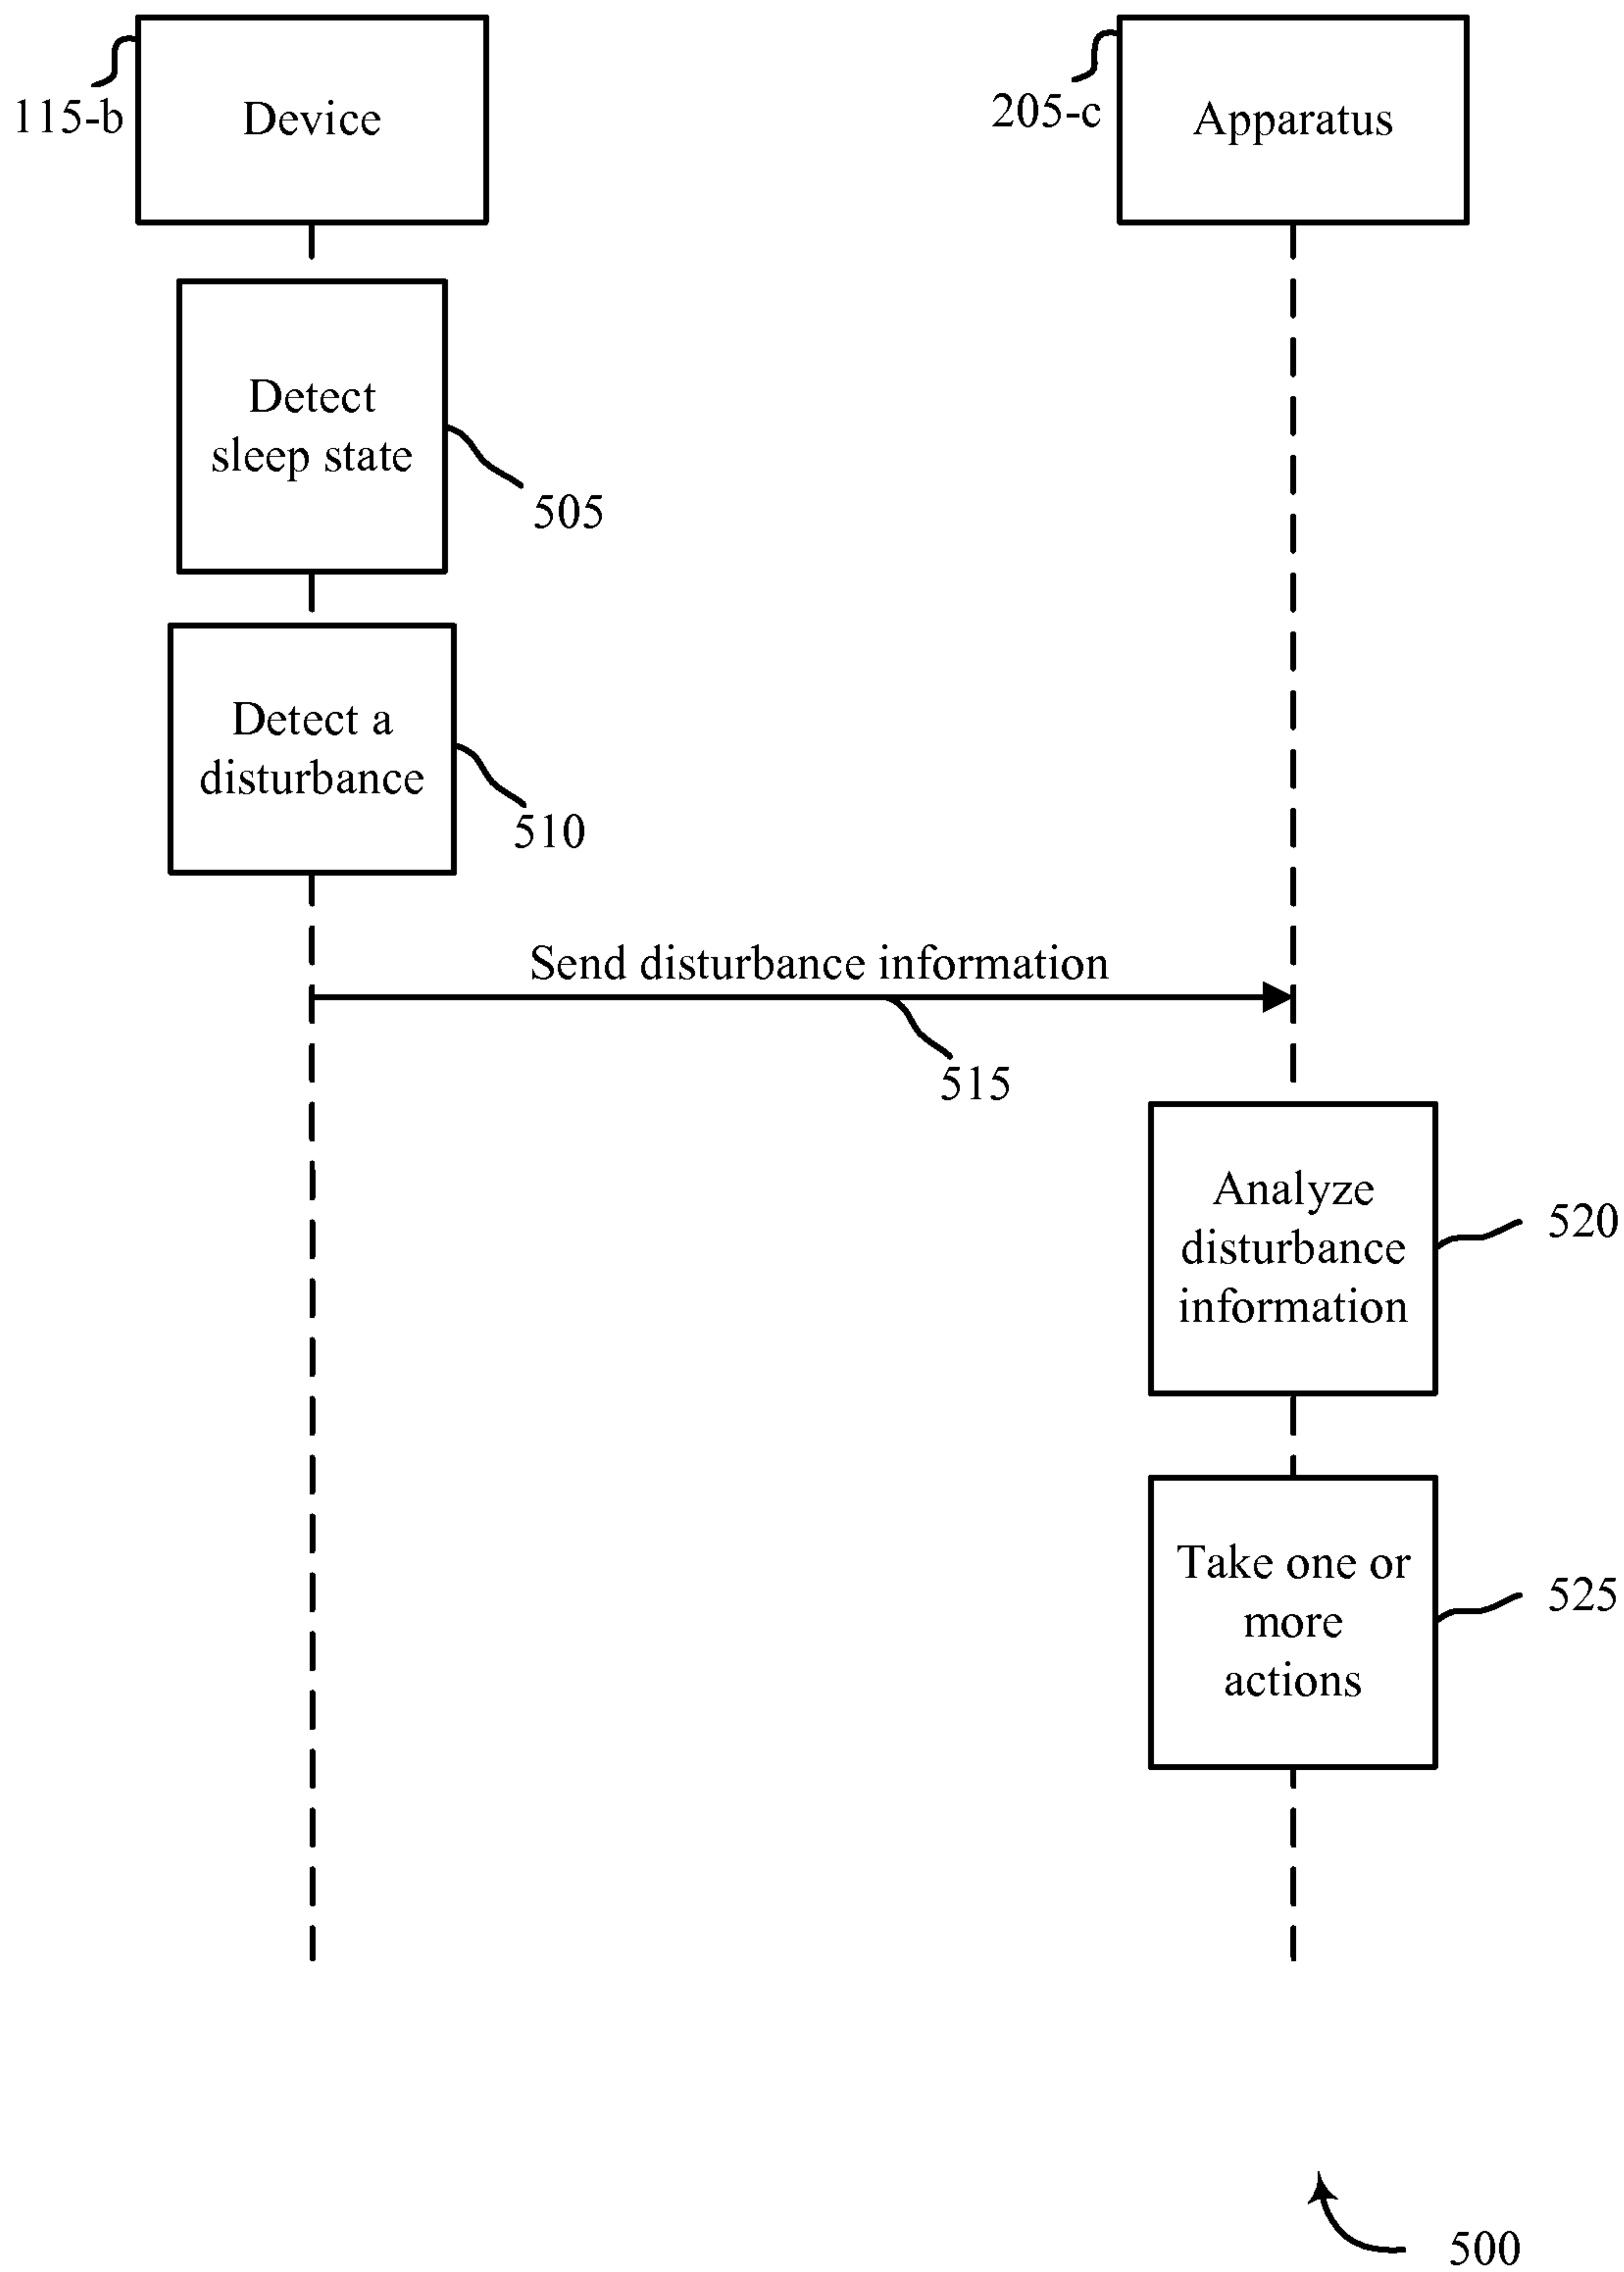 115-b
Device
205-c
Apparatus
Detect
sleep state
505
Detect a
disturbance
510
Send disturbance information
515
Analyze
disturbance
information
520
Take one or
more
actions
525
500